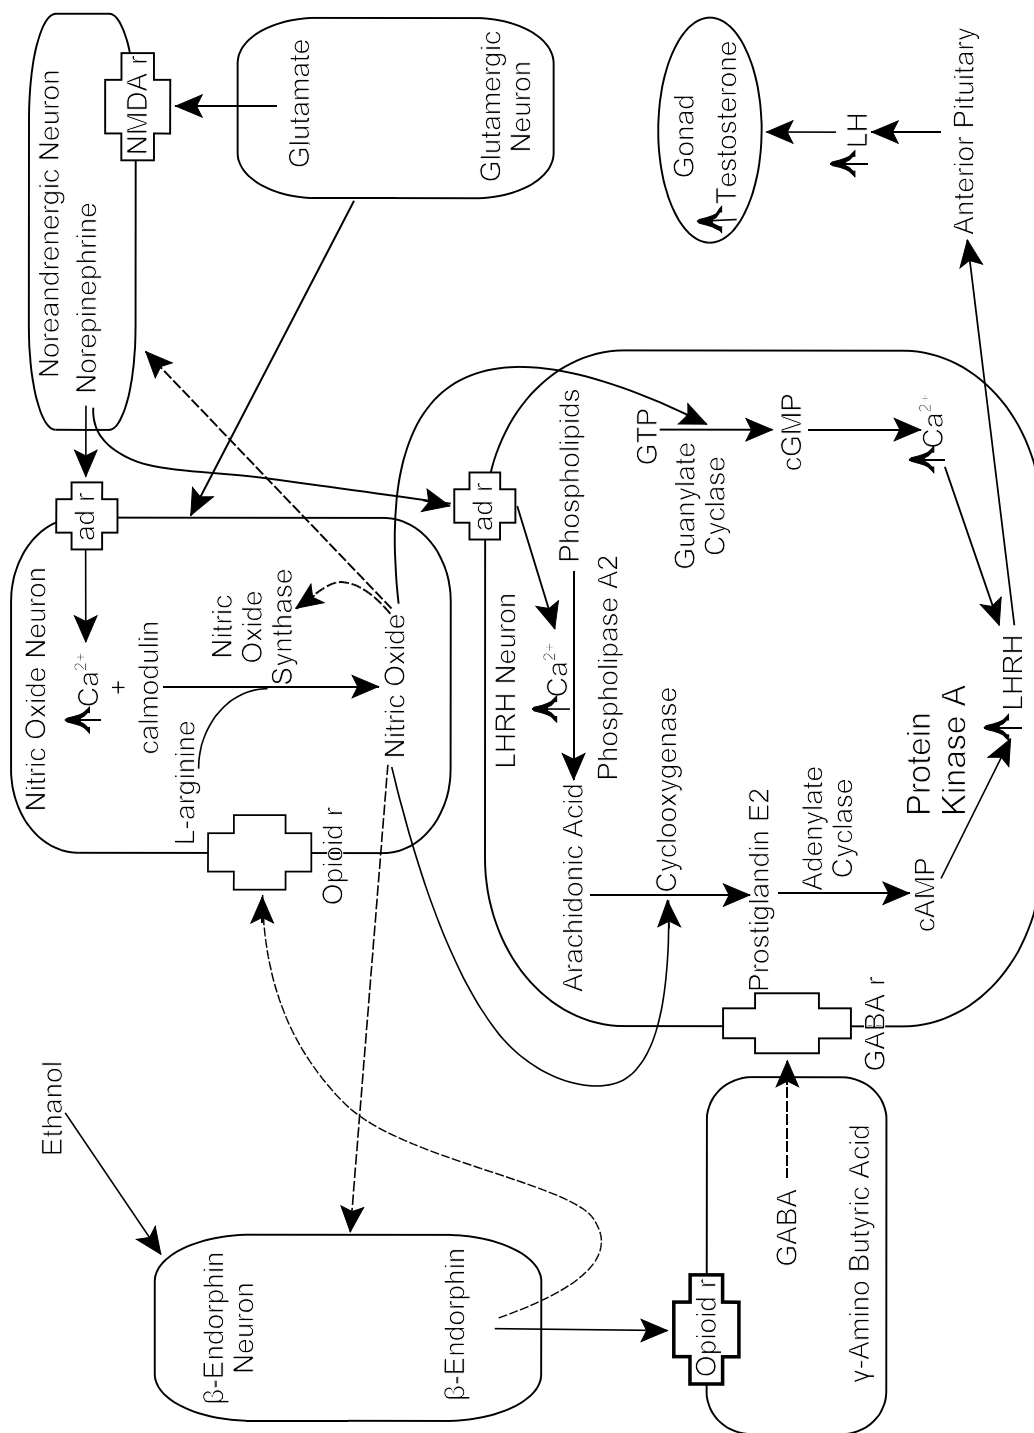 Ethanol
β-Endorphin
Neuron
β-Endorphin
Opioid r
GABA
γ-Amino Butyric Acid
GABA r
Nitric Oxide Neuron
Ca²⁺
+
calmodulin
L-arginine
Nitric
Oxide
Synthase
Nitric Oxide
Opioid r
ad r
Noreandrenergic Neuron
Norepinephrine
NMDA r
Glutamate
Glutamergic
Neuron
LHRH Neuron
ad r
Ca²⁺
Phospholipids
Phospholipase A2
Arachidonic Acid
Cyclooxygenase
Prostiglandin E2
Adenylate
Cyclase
cAMP
Protein
Kinase A
LHRH
GTP
Guanylate
Cyclase
cGMP
Ca²⁺
Anterior Pituitary
LH
Gonad
Testosterone